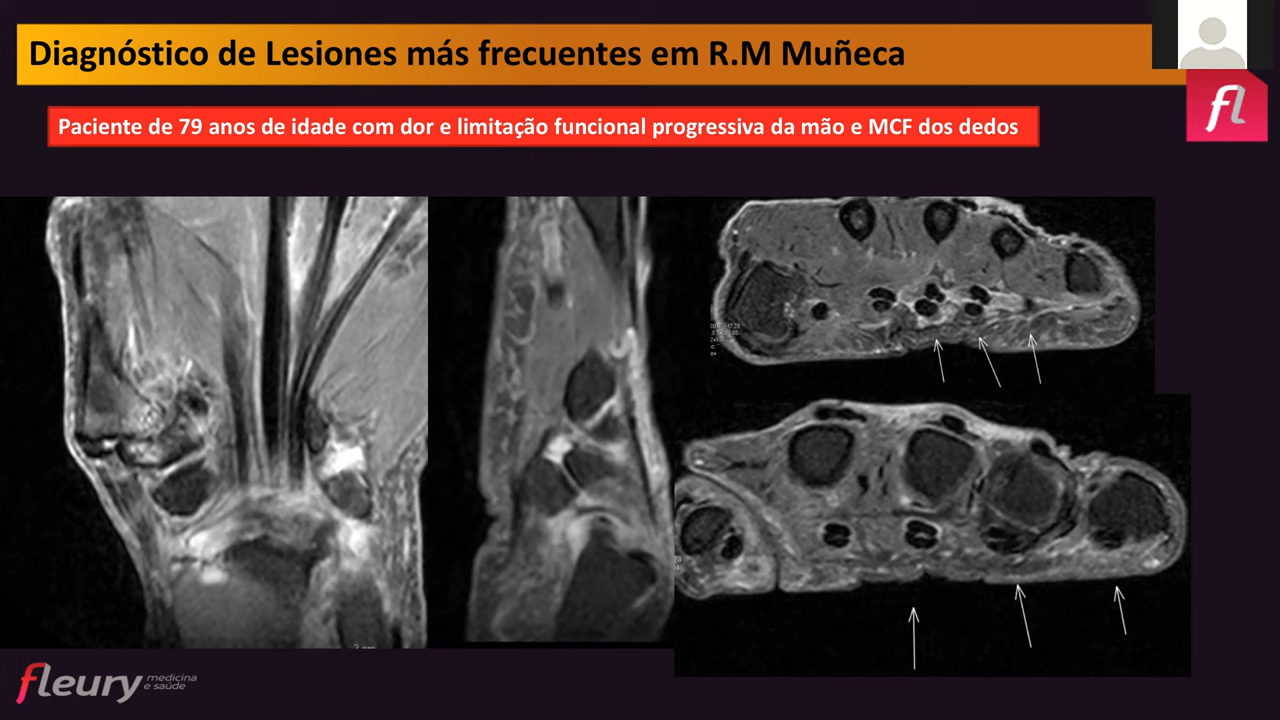 Diagnóstico de Lesiones más frecuentes em R.M Muñeca
fl
Paciente de 79 anos de idade com dor e limitação funcional progressiva da mão e MCF dos dedos
fleury medicina
e saúde